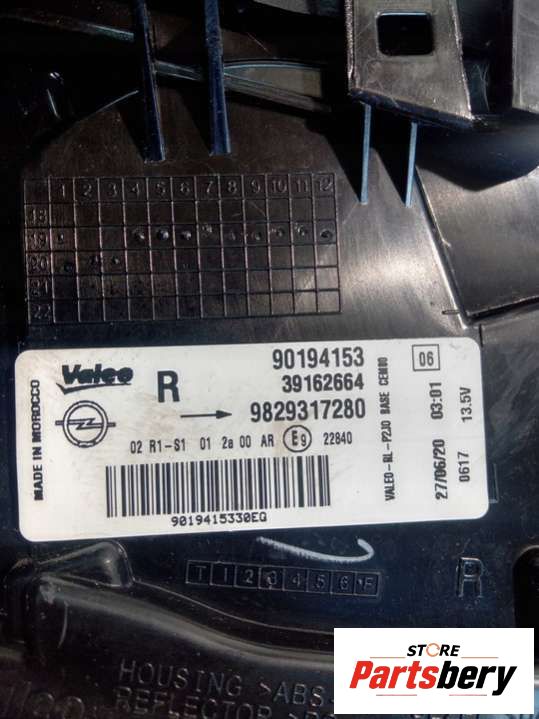 1 2 3 4 5 6 7 8 9 10 11 12
18
19
20
21
22
Valeo
R
90194153
39162664
9829317280
06
MADE IN MOROCCO
02 R1-S1 01 2a 00 AR E9 22840
VALEO-RL-P2JO BASE CEM00
27/06/20 03:01
0617 13.5V
9019415330EQ
T 1 2 3 4 5 6 F
R
HOUSING >ABS
REFLECTOR
STORE
Partsbery